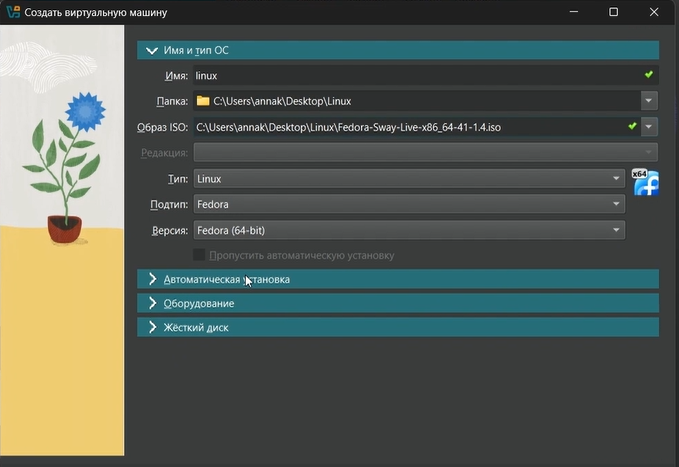 Создать виртуальную машину
Имя и тип ОС
Имя: linux
Папка: C:\Users\annak\Desktop\Linux
Образ ISO: C:\Users\annak\Desktop\Linux\Fedora-Sway-Live-x86_64-41-1.4.iso
Редакция:
Тип: Linux
x64
Подтип: Fedora
Версия: Fedora (64-bit)
Пропустить автоматическую установку
Автоматическая установка
Оборудование
Жёсткий диск